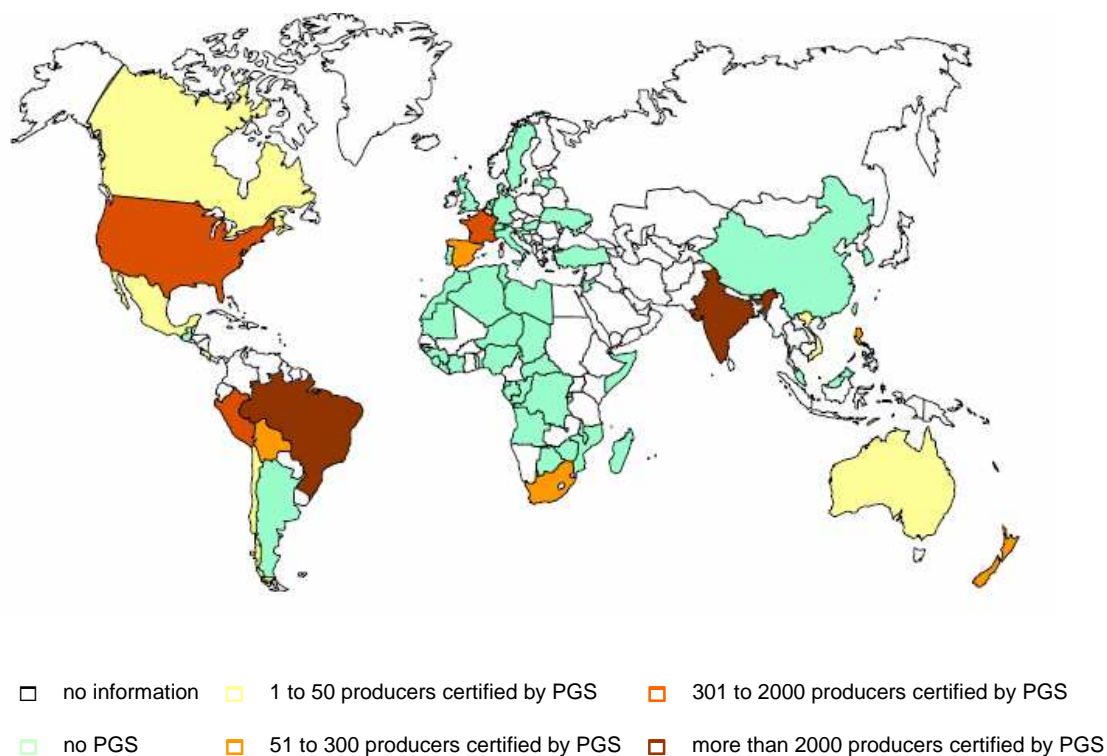 no information
1 to 50 producers certified by PGS
301 to 2000 producers certified by PGS
no PGS
51 to 300 producers certified by PGS
more than 2000 producers certified by PGS